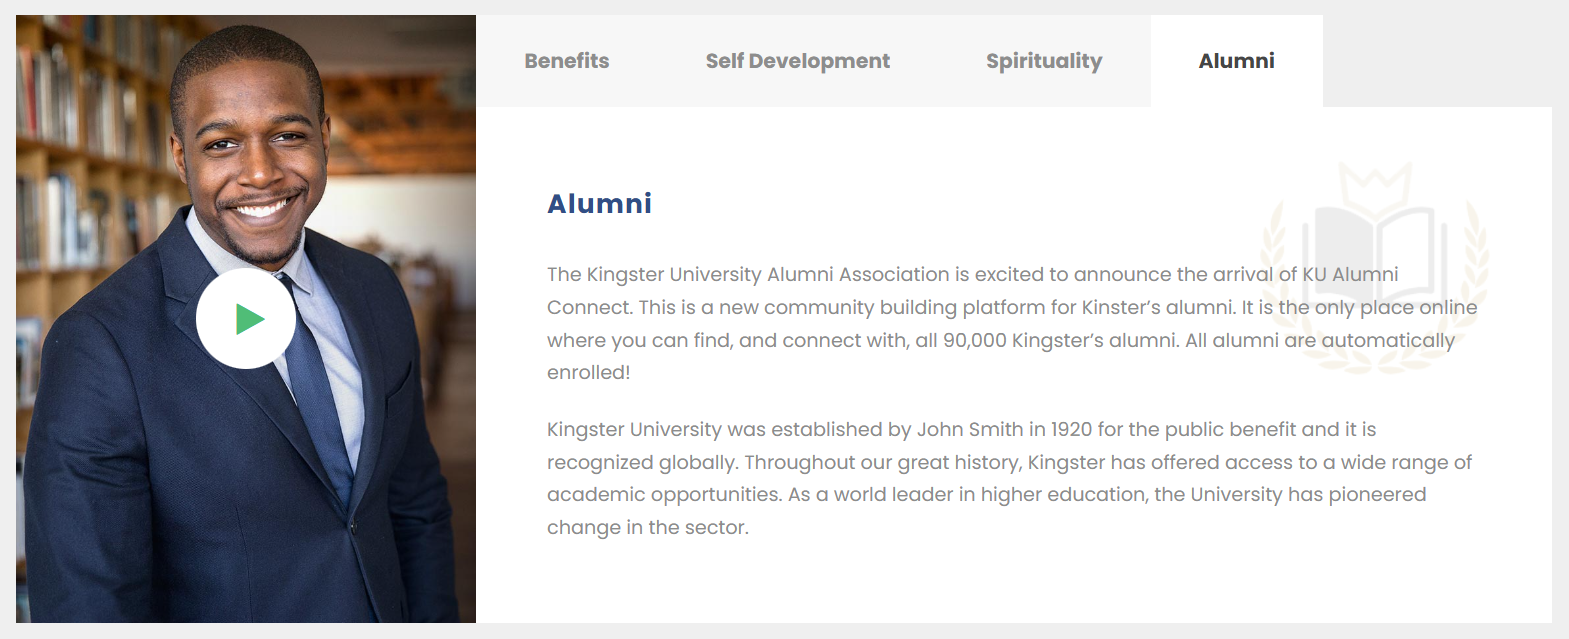 Benefits Self Development Spirituality Alumni
Alumni
The Kingster University Alumni Association is excited to announce the arrival of KU Alumni
Connect. This is a new community building platform for Kinster’s alumni. It is the only place online
where you can find, and connect with, all 90,000 Kingster’s alumni. All alumni are automatically
enrolled!
Kingster University was established by John Smith in 1920 for the public benefit and it is
recognized globally. Throughout our great history, Kingster has offered access to a wide range of
academic opportunities. As a world leader in higher education, the University has pioneered
change in the sector.